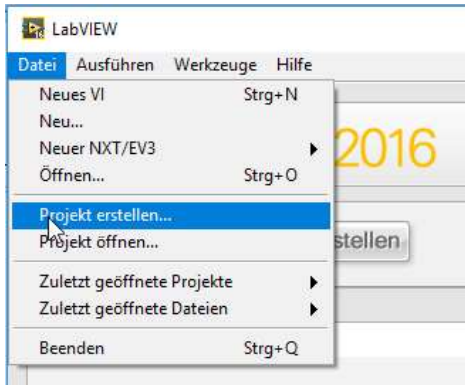 LabVIEW
Datei Ausführen Werkzeuge Hilfe
Neues VI Strg+N
Neu...
Neuer NXT/EV3
Öffnen... Strg+O
2016
Projekt erstellen...
Projekt öffnen...
stellen
Zuletzt geöffnete Projekte
Zuletzt geöffnete Dateien
Beenden Strg+Q